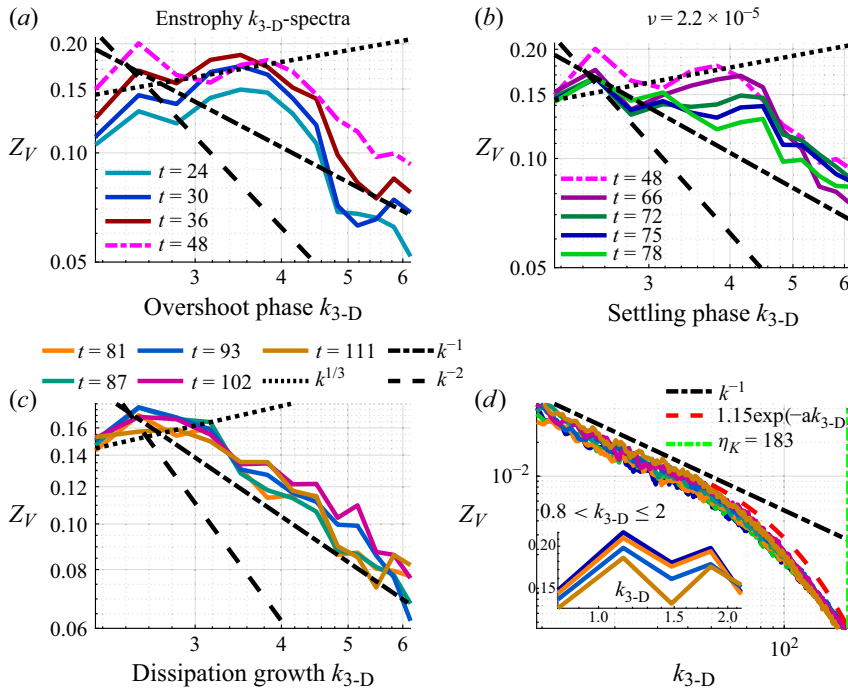 (a) Enstrophy k3-D-spectra
0.20
0.15
ZV
0.10
0.05
t = 24
t = 30
t = 36
t = 48
3 4 5 6
Overshoot phase k3-D
(b) ν = 2.2 × 10−5
0.20
0.15
ZV
0.10
0.05
t = 48
t = 66
t = 72
t = 75
t = 78
3 4 5 6
Settling phase k3-D
t = 81 t = 93 t = 111 k−1
t = 87 t = 102 k1/3 k−2
(c)
0.16
0.14
0.12
ZV
0.10
0.08
0.06
3 4 5 6
Dissipation growth k3-D
(d)
k−1
1.15exp(−ak3-D
ηK = 183
10−2
ZV
0.8 < k3-D ≤ 2
0.20
0.15
k3-D
1.0 1.5 2.0
102
k3-D